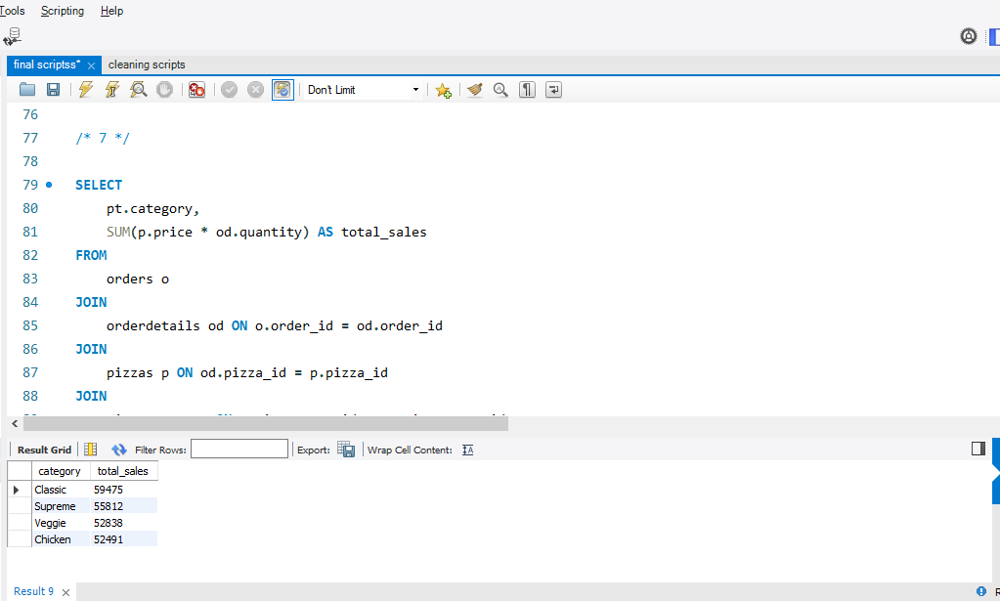 Tools Scripting Help
final scriptss* cleaning scripts
Don't Limit
76
77 /* 7 */
78
79 SELECT
80 pt.category,
81 SUM(p.price * od.quantity) AS total_sales
82 FROM
83 orders o
84 JOIN
85 orderdetails od ON o.order_id = od.order_id
86 JOIN
87 pizzas p ON od.pizza_id = p.pizza_id
88 JOIN
Result Grid Filter Rows: Export: Wrap Cell Content:
category total_sales
Classic 59475
Supreme 55812
Veggie 52838
Chicken 52491
Result 9